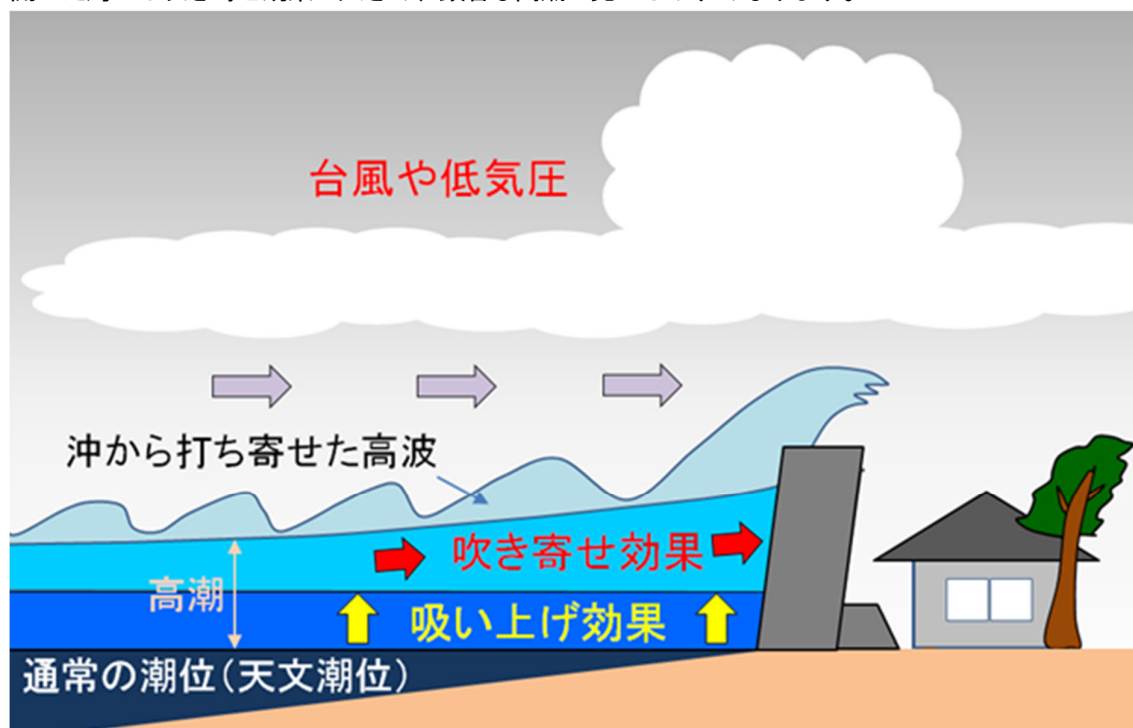 台風や低気圧
沖から打ち寄せた高波
吹き寄せ効果
高潮
吸い上げ効果
通常の潮位(天文潮位)